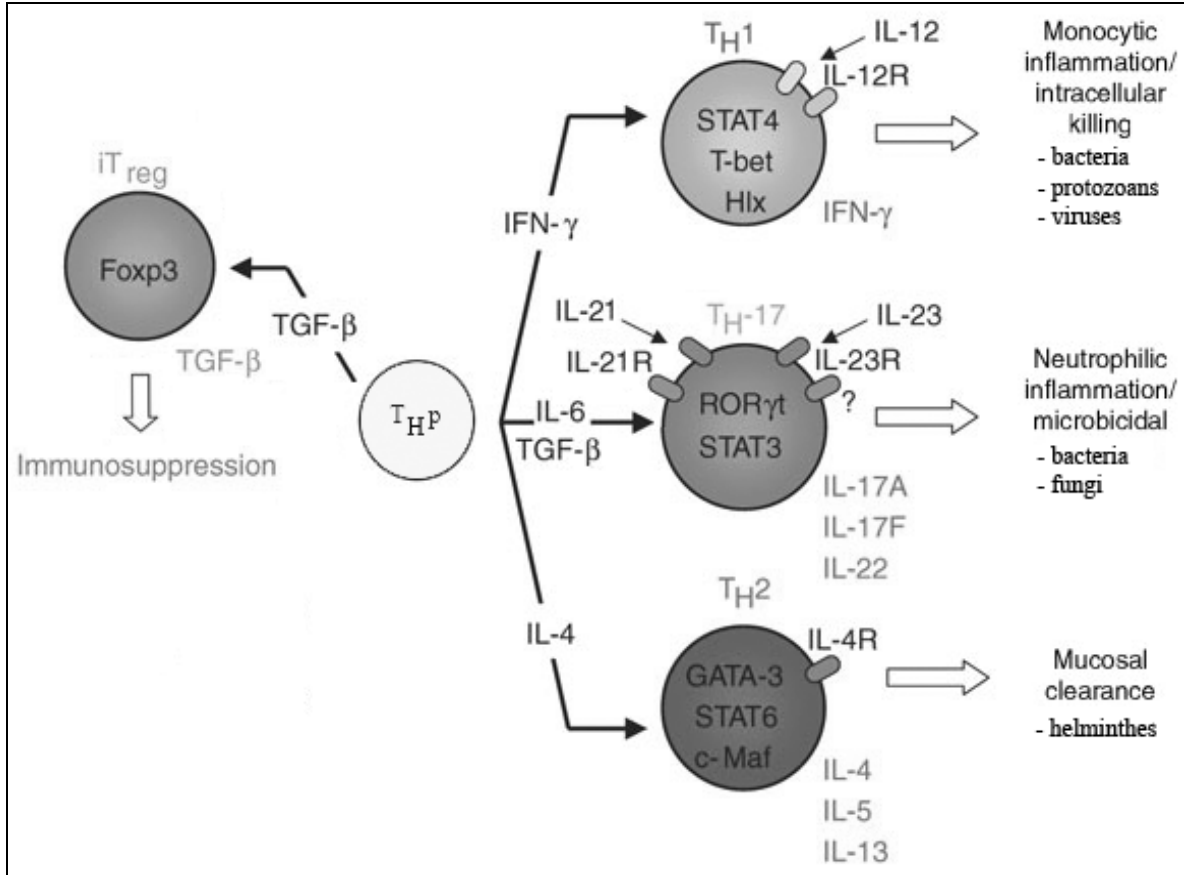 iT reg
Foxp3
TGF-β
TGF-β
Immunosuppression
THP
IFN-γ
IL-6
TGF-β
IL-4
TH1
IL-12
IL-12R
STAT4
T-bet
Hlx
IFN-γ
Monocytic
inflammation/
intracellular
killing
- bacteria
- protozoans
- viruses
IL-21
TH-17
IL-23
IL-21R
IL-23R
?
RORγt
STAT3
IL-17A
IL-17F
IL-22
Neutrophilic
inflammation/
microbicidal
- bacteria
- fungi
TH2
IL-4R
GATA-3
STAT6
c-Maf
IL-4
IL-5
IL-13
Mucosal
clearance
- helminthes